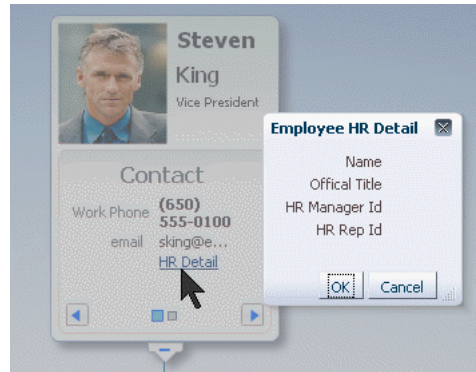 Steven
King
Vice President
Contact
Work Phone (650) 555-0100
email sking@e...
HR Detail
Employee HR Detail
Name
Offical Title
HR Manager Id
HR Rep Id
OK Cancel